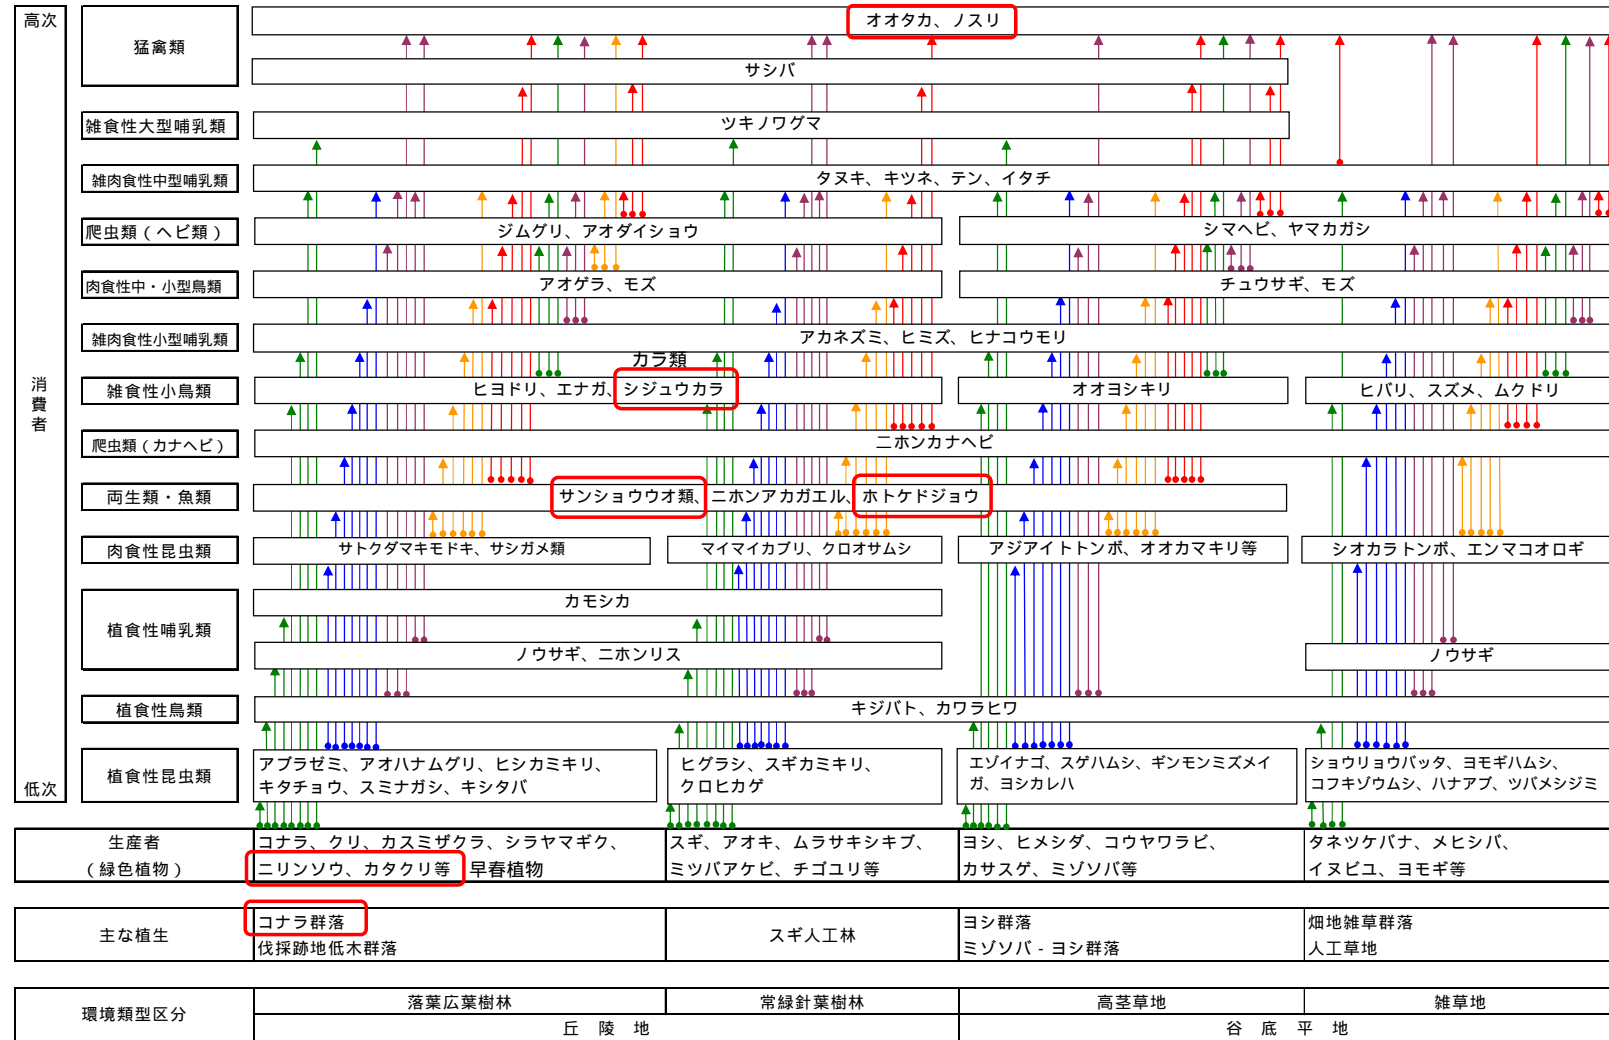 高次
猛禽類
オオタカ、ノスリ
サシバ
雑食性大型哺乳類
ツキノワグマ
雑肉食性中型哺乳類
タヌキ、キツネ、テン、イタチ
爬虫類（ヘビ類）
ジムグリ、アオダイショウ
シマヘビ、ヤマカガシ
肉食性中・小型鳥類
アオゲラ、モズ
チュウサギ、モズ
雑肉食性小型哺乳類
アカネズミ、ヒミズ、ヒナコウモリ
カラ類
消費者
雑食性小鳥類
ヒヨドリ、エナガ、シジュウカラ
オオヨシキリ
ヒバリ、スズメ、ムクドリ
爬虫類（カナヘビ）
ニホンカナヘビ
両生類・魚類
サンショウウオ類、ニホンアカガエル、ホトケドジョウ
肉食性昆虫類
サトクダマキモドキ、サシガメ類
マイマイカブリ、クロオサムシ
アジアイトトンボ、オオカマキリ等
シオカラトンボ、エンマコオロギ
植食性哺乳類
カモシカ
ノウサギ、ニホンリス
ノウサギ
植食性鳥類
キジバト、カワラヒワ
低次
植食性昆虫類
アブラゼミ、アオハナムグリ、ヒシカミキリ、
キタチョウ、スミナガシ、キシタバ
ヒグラシ、スギカミキリ、
クロヒカゲ
エゾイナゴ、スゲハムシ、ギンモンミズメイ
ガ、ヨシカレハ
ショウリョウバッタ、ヨモギハムシ、
コフキゾウムシ、ハナアブ、ツバメシジミ
生産者
（緑色植物）
コナラ、クリ、カスミザクラ、シラヤマギク、
ニリンソウ、カタクリ等 早春植物
スギ、アオキ、ムラサキシキブ、
ミツバアケビ、チゴユリ等
ヨシ、ヒメシダ、コウヤワラビ、
カサスゲ、ミゾソバ等
タネツケバナ、メヒシバ、
イヌビユ、ヨモギ等
主な植生
コナラ群落
伐採跡地低木群落
スギ人工林
ヨシ群落
ミゾソバ - ヨシ群落
畑地雑草群落
人工草地
環境類型区分
落葉広葉樹林
常緑針葉樹林
高茎草地
雑草地
丘 陵 地
谷 底 平 地